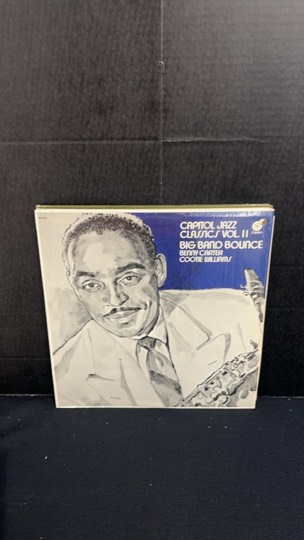 CAPITOL JAZZ
CLASSICS VOL 11
BIG BAND BOUNCE
BENNY CARTER
COOTIE WILLIAMS